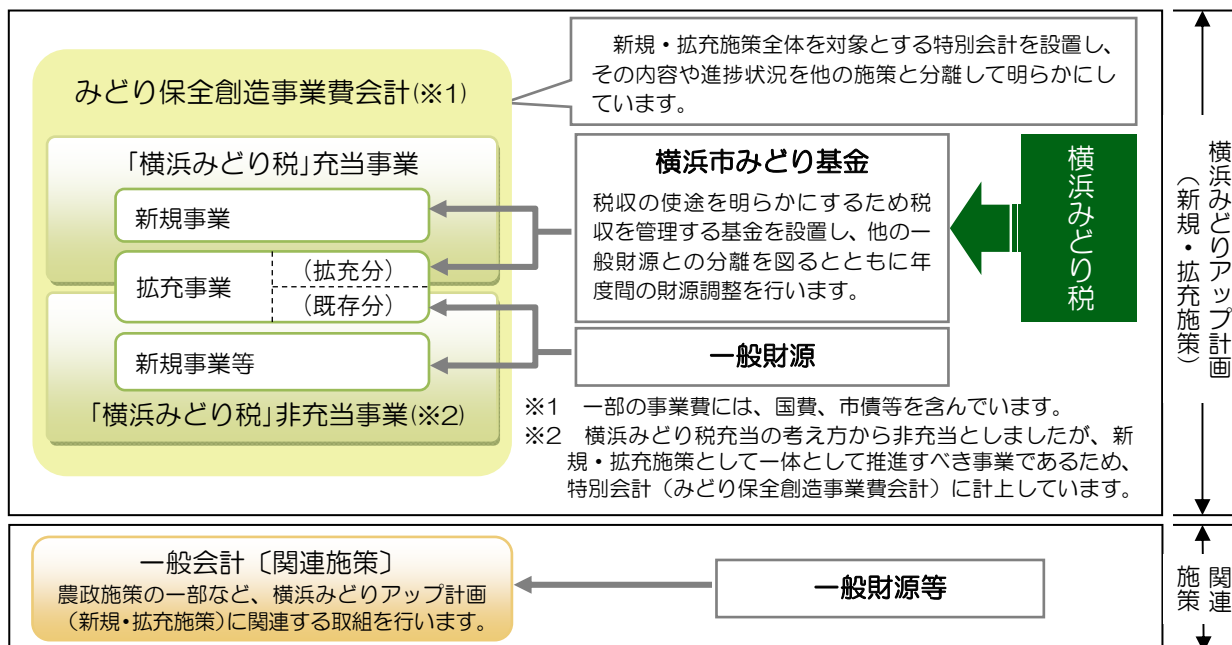 みどり保全創造事業費会計(※1)
新規・拡充施策全体を対象とする特別会計を設置し、
その内容や進捗状況を他の施策と分離して明らかにし
ています。
「横浜みどり税」充当事業
新規事業
拡充事業
（拡充分）
（既存分）
新規事業等
「横浜みどり税」非充当事業(※2)
横浜市みどり基金
税収の使途を明らかにするため税
収を管理する基金を設置し、他の一
般財源との分離を図るとともに年
度間の財源調整を行います。
一般財源
横浜みどり税
※1　一部の事業費には、国費、市債等を含んでいます。
※2　横浜みどり税充当の考え方から非充当としましたが、新
規・拡充施策として一体として推進すべき事業であるため、
特別会計（みどり保全創造事業費会計）に計上しています。
横浜みどりアップ計画
（新規・拡充施策）
一般会計〔関連施策〕
農政施策の一部など、横浜みどりアップ計画
（新規・拡充施策）に関連する取組を行います。
一般財源等
関連
施策